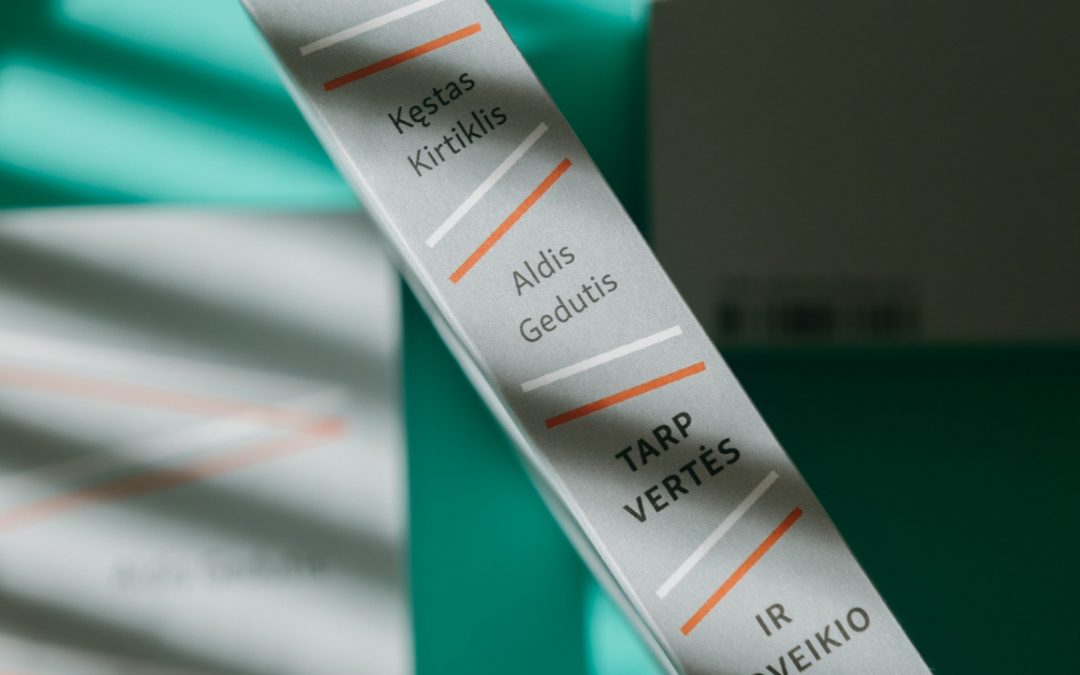 Kęstas
Kirtiklis
Aldis
Gedutis
TARP
VERTĖS
IR